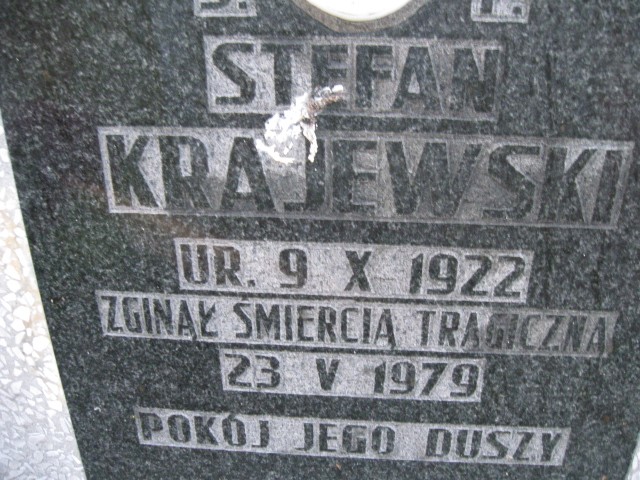 Ś. P.
STEFAN
KRAJEWSKI
UR. 9 X 1922
ZGINĄŁ ŚMIERCIĄ TRAGICZNĄ
23 V 1979
POKÓJ JEGO DUSZY